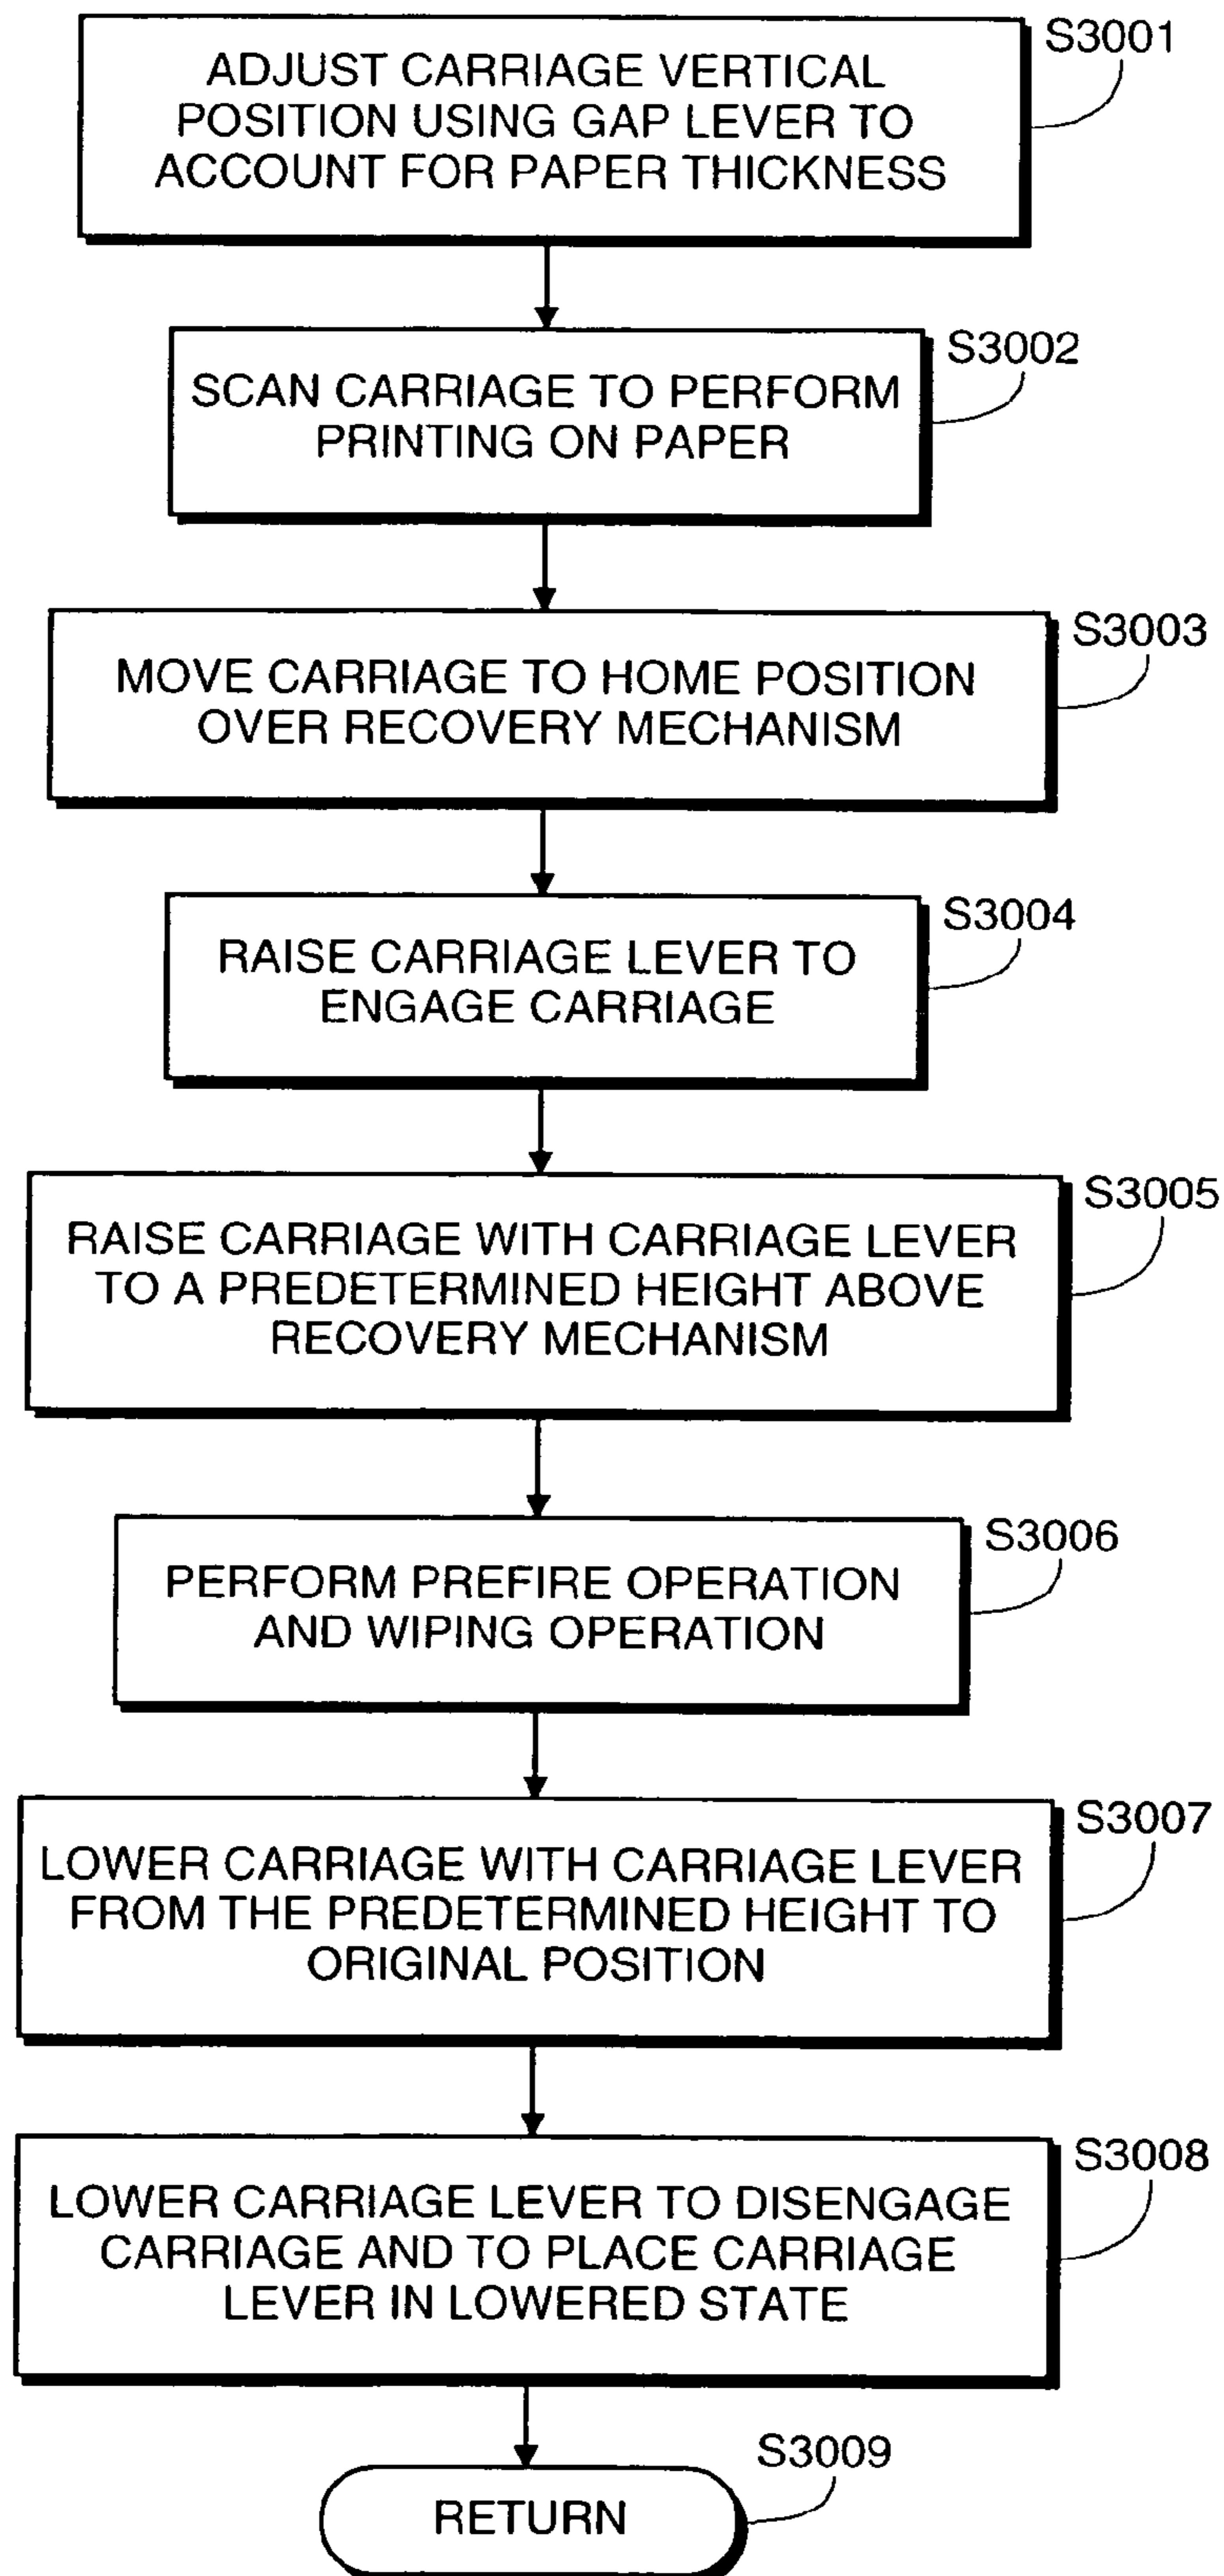 S3001
ADJUST CARRIAGE VERTICAL
POSITION USING GAP LEVER TO
ACCOUNT FOR PAPER THICKNESS
S3002
SCAN CARRIAGE TO PERFORM
PRINTING ON PAPER
S3003
MOVE CARRIAGE TO HOME POSITION
OVER RECOVERY MECHANISM
S3004
RAISE CARRIAGE LEVER TO
ENGAGE CARRIAGE
S3005
RAISE CARRIAGE WITH CARRIAGE LEVER
TO A PREDETERMINED HEIGHT ABOVE
RECOVERY MECHANISM
S3006
PERFORM PREFIRE OPERATION
AND WIPING OPERATION
S3007
LOWER CARRIAGE WITH CARRIAGE LEVER
FROM THE PREDETERMINED HEIGHT TO
ORIGINAL POSITION
S3008
LOWER CARRIAGE LEVER TO DISENGAGE
CARRIAGE AND TO PLACE CARRIAGE
LEVER IN LOWERED STATE
S3009
RETURN